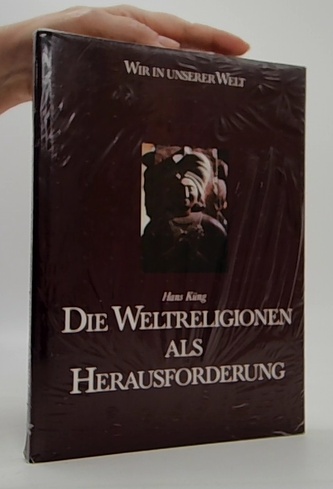 WIR IN UNSERER WELT
Hans Küng
DIE WELTRELIGIONEN
ALS
HERAUSFORDERUNG